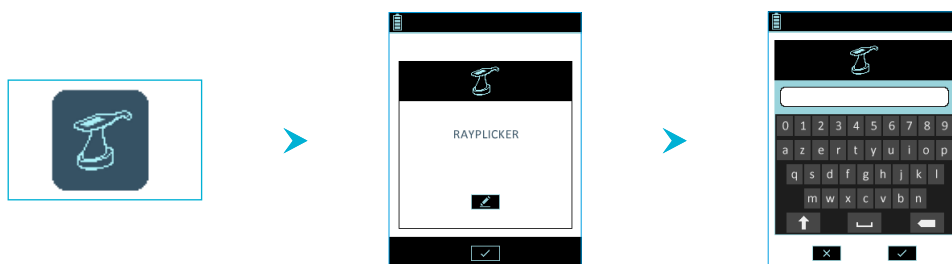 RAYPLICKER
0 1 2 3 4 5 6 7 8 9
a z e r t y u i o p
q s d f g h j k l
m w x c v b n